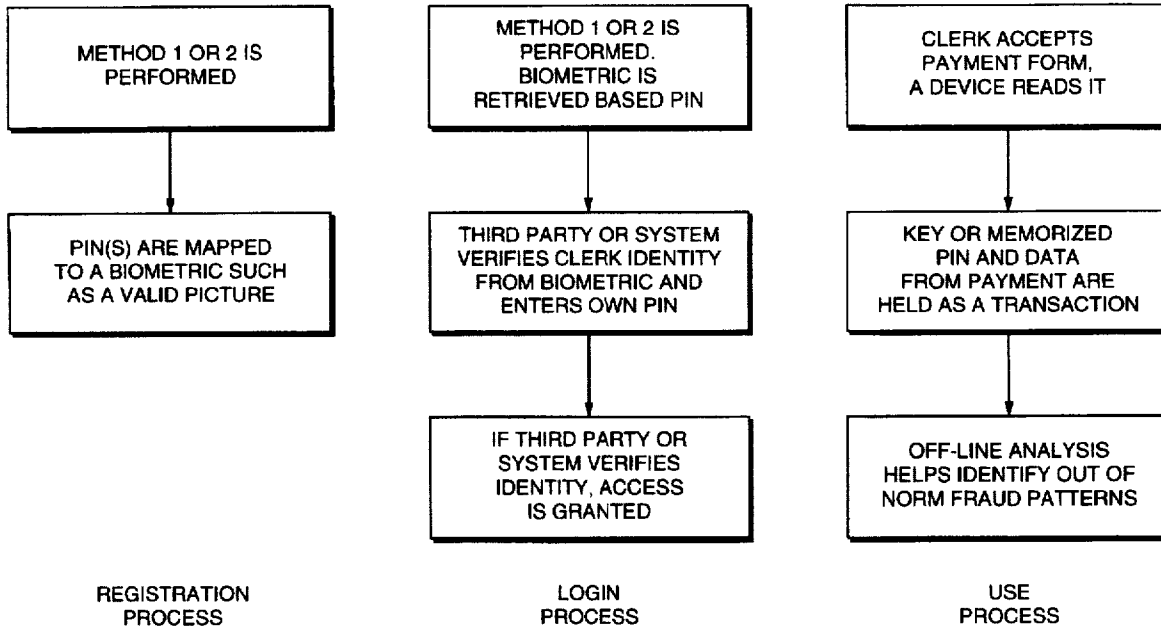 METHOD 1 OR 2 IS
PERFORMED
PIN(S) ARE MAPPED
TO A BIOMETRIC SUCH
AS A VALID PICTURE
REGISTRATION
PROCESS
METHOD 1 OR 2 IS
PERFORMED.
BIOMETRIC IS
RETRIEVED BASED PIN
THIRD PARTY OR SYSTEM
VERIFIES CLERK IDENTITY
FROM BIOMETRIC AND
ENTERS OWN PIN
IF THIRD PARTY OR
SYSTEM VERIFIES
IDENTITY, ACCESS
IS GRANTED
LOGIN
PROCESS
CLERK ACCEPTS
PAYMENT FORM,
A DEVICE READS IT
KEY OR MEMORIZED
PIN AND DATA
FROM PAYMENT ARE
HELD AS A TRANSACTION
OFF-LINE ANALYSIS
HELPS IDENTIFY OUT OF
NORM FRAUD PATTERNS
USE
PROCESS